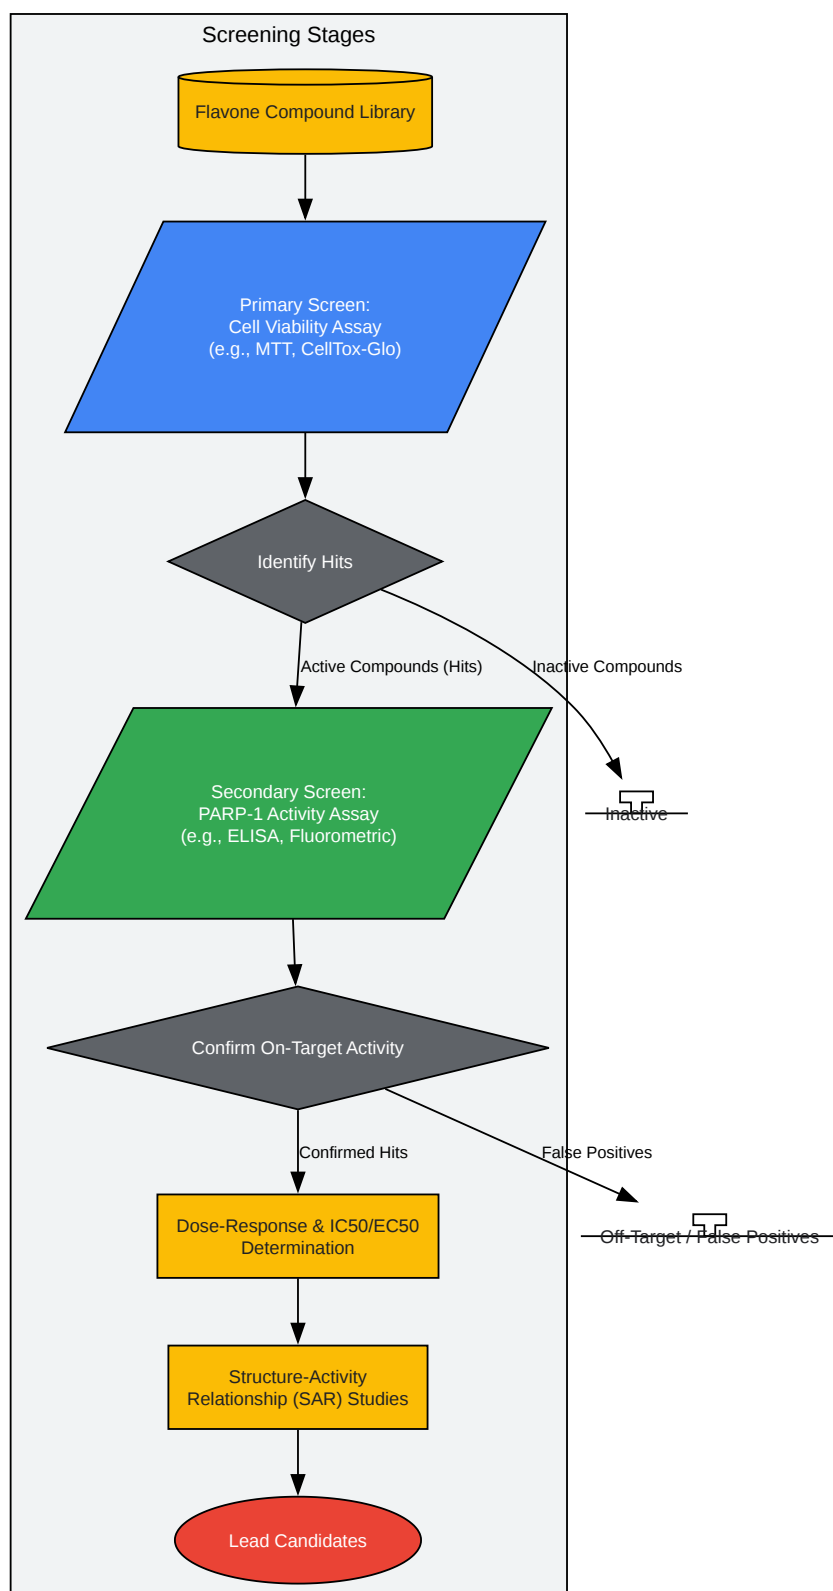 Screening Stages
Flavone Compound Library
Primary Screen:
Cell Viability Assay
(e.g., MTT, CellTox-Glo)
Identify Hits
Active Compounds (Hits)
Inactive Compounds
Secondary Screen:
PARP-1 Activity Assay
(e.g., ELISA, Fluorometric)
Inactive
Confirm On-Target Activity
Confirmed Hits
False Positives
Dose-Response & IC50/EC50
Determination
Off-Target / False Positives
Structure-Activity
Relationship (SAR) Studies
Lead Candidates